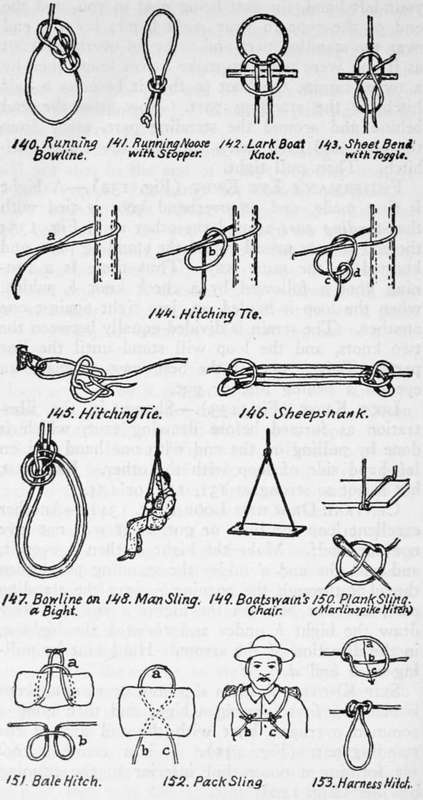 140. Running Bowline.
141. Running Noose with Stopper.
142. Lark Boat Knot.
143. Sheet Bend with Toggle.
a
b
c
d
144. Hitching Tie.
145. Hitching Tie.
146. Sheepshank.
147. Bowline on a Bight.
148. Man Sling.
149. Boatswain's Chair
150. Plank Sling. (Marlinspike Hitch)
a
b
a
b
c
b
c
a
b
151. Bale Hitch.
152. Pack Sling
153. Harness Hitch.